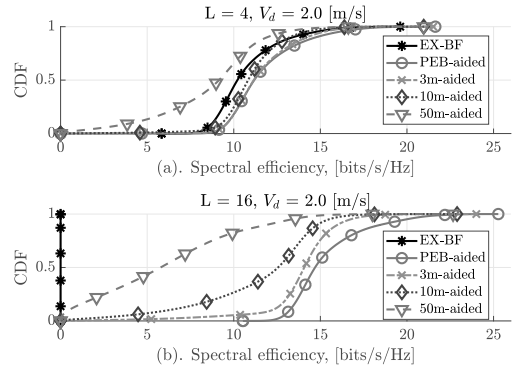 L = 4, V_d = 2.0 [m/s]
1
0.5
0
CDF
EX-BF
PEB-aided
3m-aided
10m-aided
50m-aided
0 5 10 15 20 25
(a). Spectral efficiency, [bits/s/Hz]
L = 16, V_d = 2.0 [m/s]
1
0.5
0
CDF
EX-BF
PEB-aided
3m-aided
10m-aided
50m-aided
0 5 10 15 20 25
(b). Spectral efficiency, [bits/s/Hz]